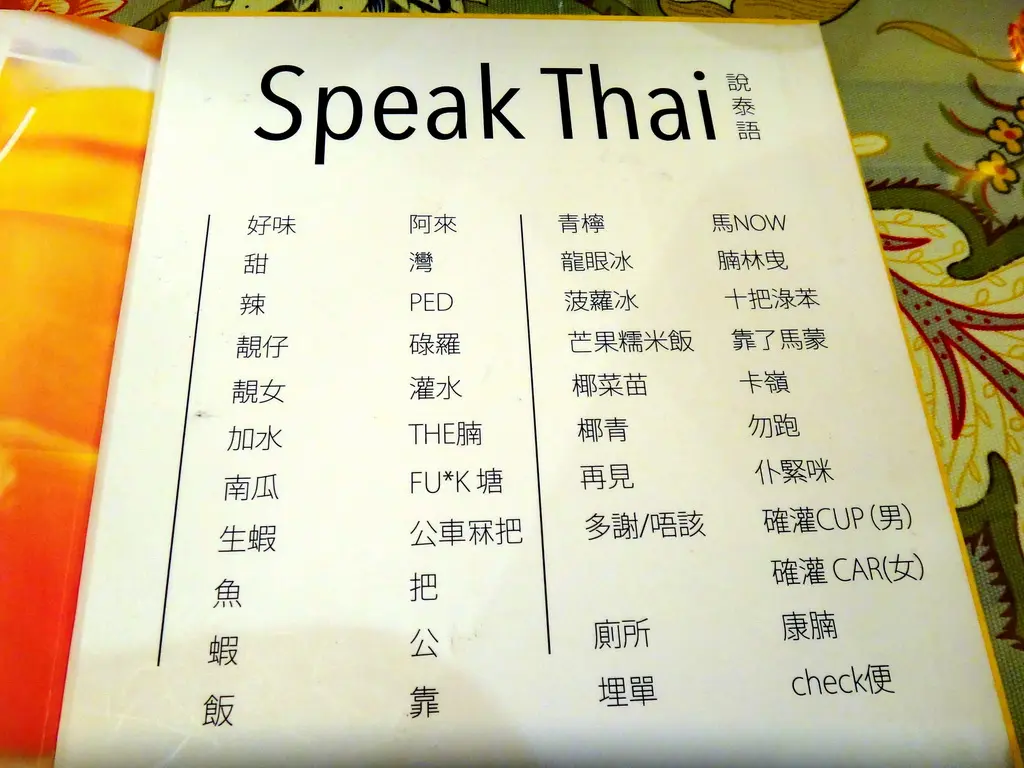 Speak Thai 說泰語
好味 阿來
甜 灣
辣 PED
靚仔 碌羅
靚女 灌水
加水 THE腩
南瓜 FU*K 塘
生蝦 公車冧把
魚 把
蝦 公
飯 靠
青檸 馬NOW
龍眼冰 腩林曳
菠蘿冰 十把淥苯
芒果糯米飯 靠了馬蒙
椰菜苗 卡嶺
椰青 勿跑
再見 仆緊咪
多謝/唔該 確灌CUP (男)
確灌 CAR(女)
廁所 康腩
埋單 check便